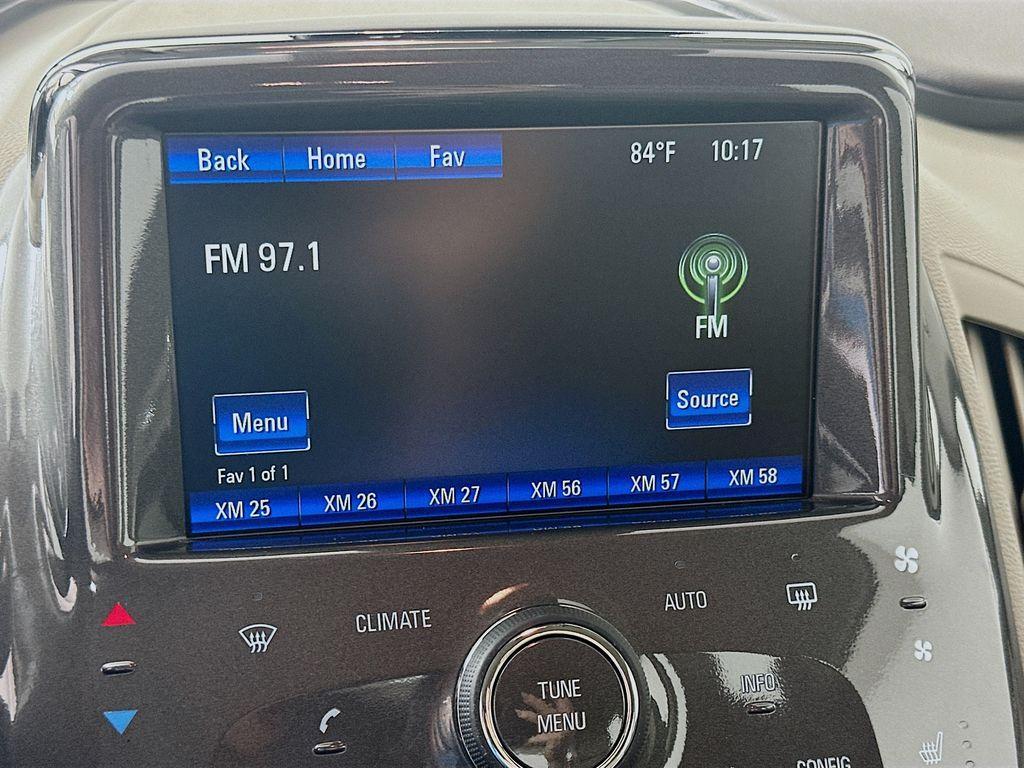 Back Home Fav 84°F 10:17
FM 97.1
FM
Menu Source
Fav 1 of 1
XM 25 XM 26 XM 27 XM 56 XM 57 XM 58
CLIMATE AUTO
TUNE
MENU
INFO
CONFIG